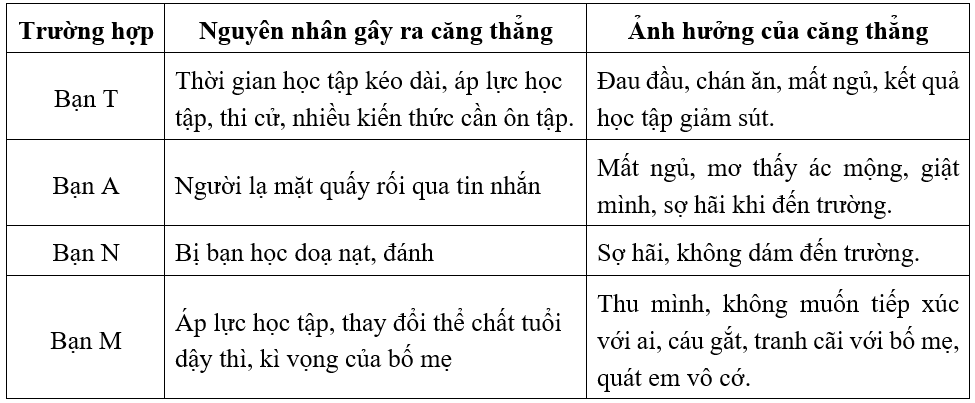 Trường hợp
Nguyên nhân gây ra căng thẳng
Ảnh hưởng của căng thẳng
Bạn T
Thời gian học tập kéo dài, áp lực học
tập, thi cử, nhiều kiến thức cần ôn tập.
Đau đầu, chán ăn, mất ngủ, kết quả
học tập giảm sút.
Bạn A
Người lạ mặt quấy rối qua tin nhắn
Mất ngủ, mơ thấy ác mộng, giật
mình, sợ hãi khi đến trường.
Bạn N
Bị bạn học doạ nạt, đánh
Sợ hãi, không dám đến trường.
Bạn M
Áp lực học tập, thay đổi thể chất tuổi
dậy thì, kì vọng của bố mẹ
Thu mình, không muốn tiếp xúc
với ai, cáu gắt, tranh cãi với bố mẹ,
quát em vô cớ.